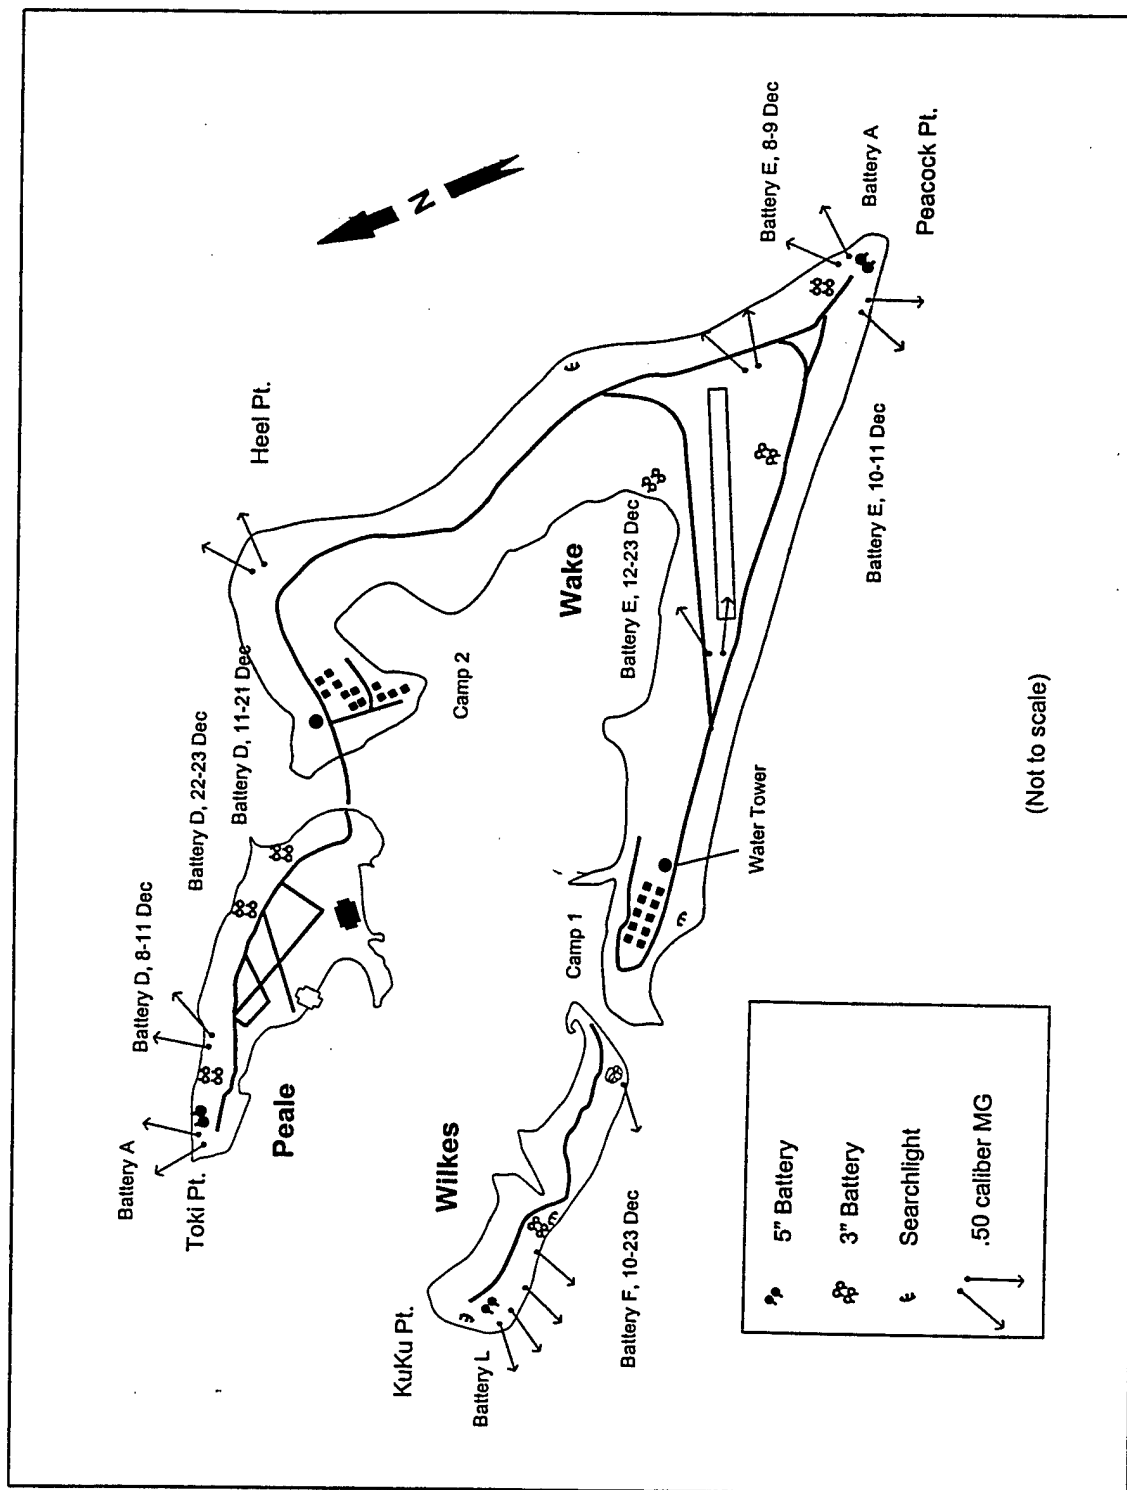 Battery A
Toki Pt.
Battery D, 8-11 Dec
Battery D, 22-23 Dec
Battery D, 11-21 Dec
Heel Pt.
N
Peale
Camp 2
KuKu Pt.
Wilkes
Battery L
Battery F, 10-23 Dec
Camp 1
Wake
Battery E, 12-23 Dec
Water Tower
Battery E, 8-9 Dec
Battery A
Peacock Pt.
Battery E, 10-11 Dec
(Not to scale)
5" Battery
3" Battery
Searchlight
.50 caliber MG